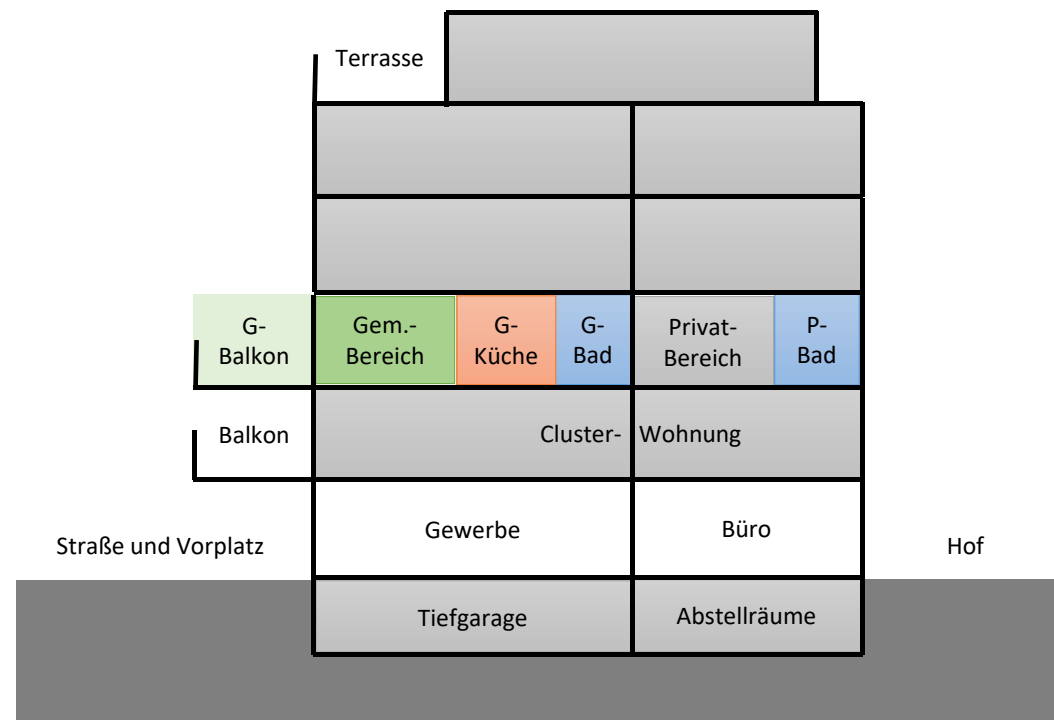 Terrasse
G-
Balkon
Gem.-
Bereich
G-
Küche
G-
Bad
Privat-
Bereich
P-
Bad
Balkon
Cluster- Wohnung
Gewerbe
Büro
Straße und Vorplatz
Hof
Tiefgarage
Abstellräume